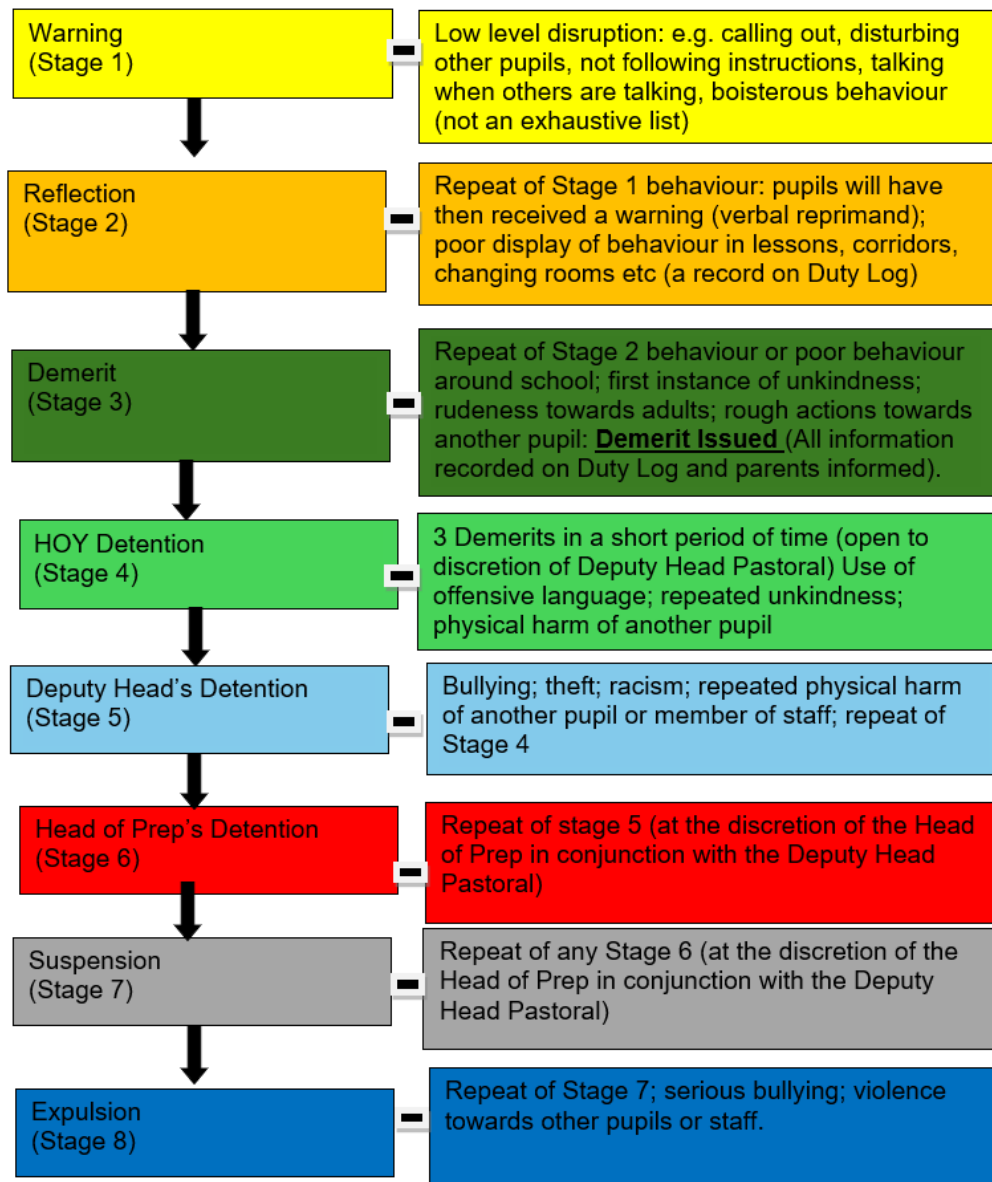 Warning
(Stage 1)
Low level disruption: e.g. calling out, disturbing
other pupils, not following instructions, talking
when others are talking, boisterous behaviour
(not an exhaustive list)
Reflection
(Stage 2)
Repeat of Stage 1 behaviour: pupils will have
then received a warning (verbal reprimand);
poor display of behaviour in lessons, corridors,
changing rooms etc (a record on Duty Log)
Demerit
(Stage 3)
Repeat of Stage 2 behaviour or poor behaviour
around school; first instance of unkindness;
rudeness towards adults; rough actions towards
another pupil: Demerit Issued (All information
recorded on Duty Log and parents informed).
HOY Detention
(Stage 4)
3 Demerits in a short period of time (open to
discretion of Deputy Head Pastoral) Use of
offensive language; repeated unkindness;
physical harm of another pupil
Deputy Head's Detention
(Stage 5)
Bullying; theft; racism; repeated physical harm
of another pupil or member of staff; repeat of
Stage 4
Head of Prep's Detention
(Stage 6)
Repeat of stage 5 (at the discretion of the Head
of Prep in conjunction with the Deputy Head
Pastoral)
Suspension
(Stage 7)
Repeat of any Stage 6 (at the discretion of the
Head of Prep in conjunction with the Deputy
Head Pastoral)
Expulsion
(Stage 8)
Repeat of Stage 7; serious bullying; violence
towards other pupils or staff.